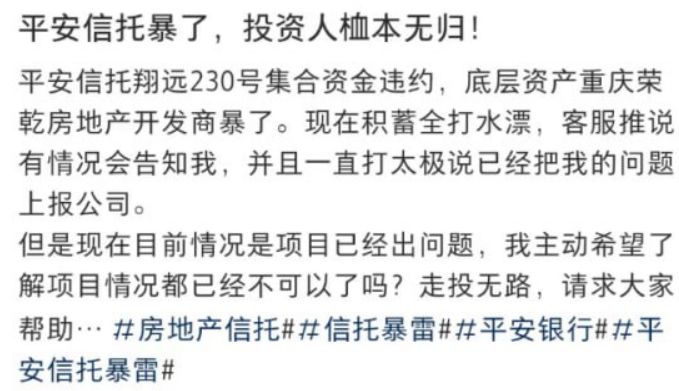 平安信托暴了，投资人桖本无归！
平安信托翔远230号集合资金违约，底层资产重庆荣
乾房地产开发商暴了。现在积蓄全打水漂，客服推说
有情况会告知我，并且一直打太极说已经把我的问题
上报公司。
但是现在目前情况是项目已经出问题，我主动希望了
解项目情况都已经不可以了吗？走投无路，请求大家
帮助… #房地产信托##信托暴雷##平安银行##平
安信托暴雷#